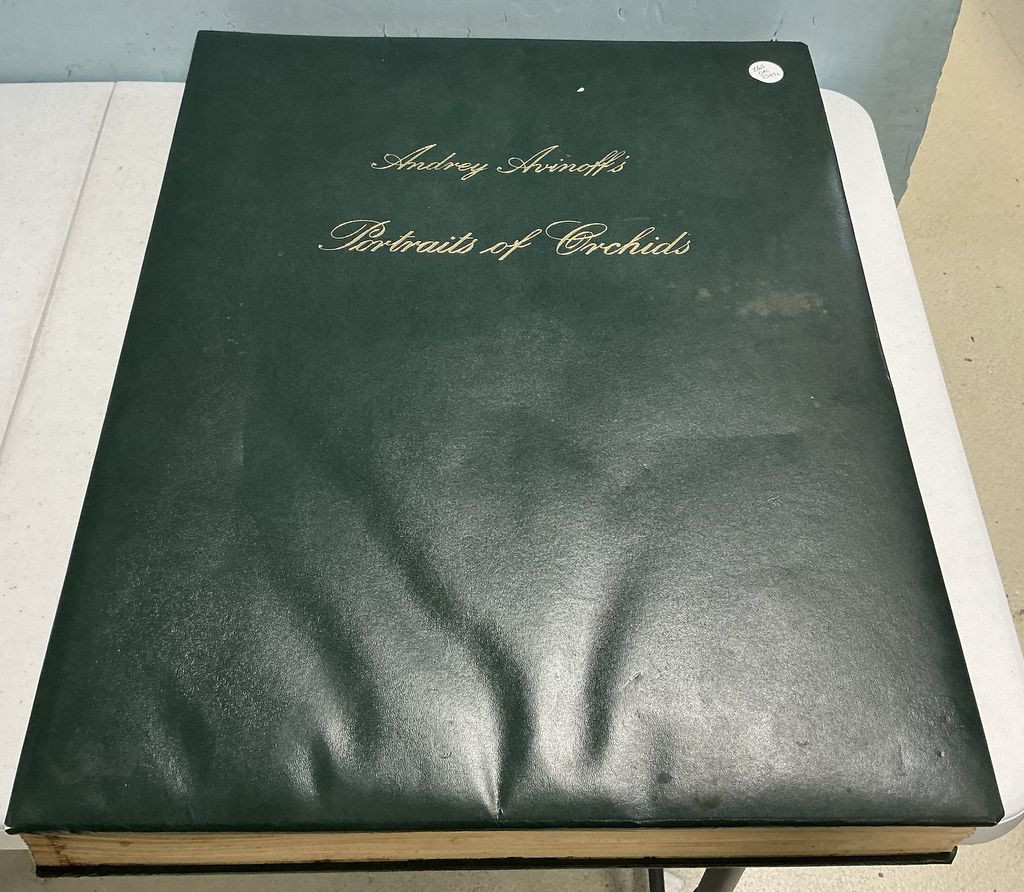 Andrey Avinoff's
Portraits of Orchids